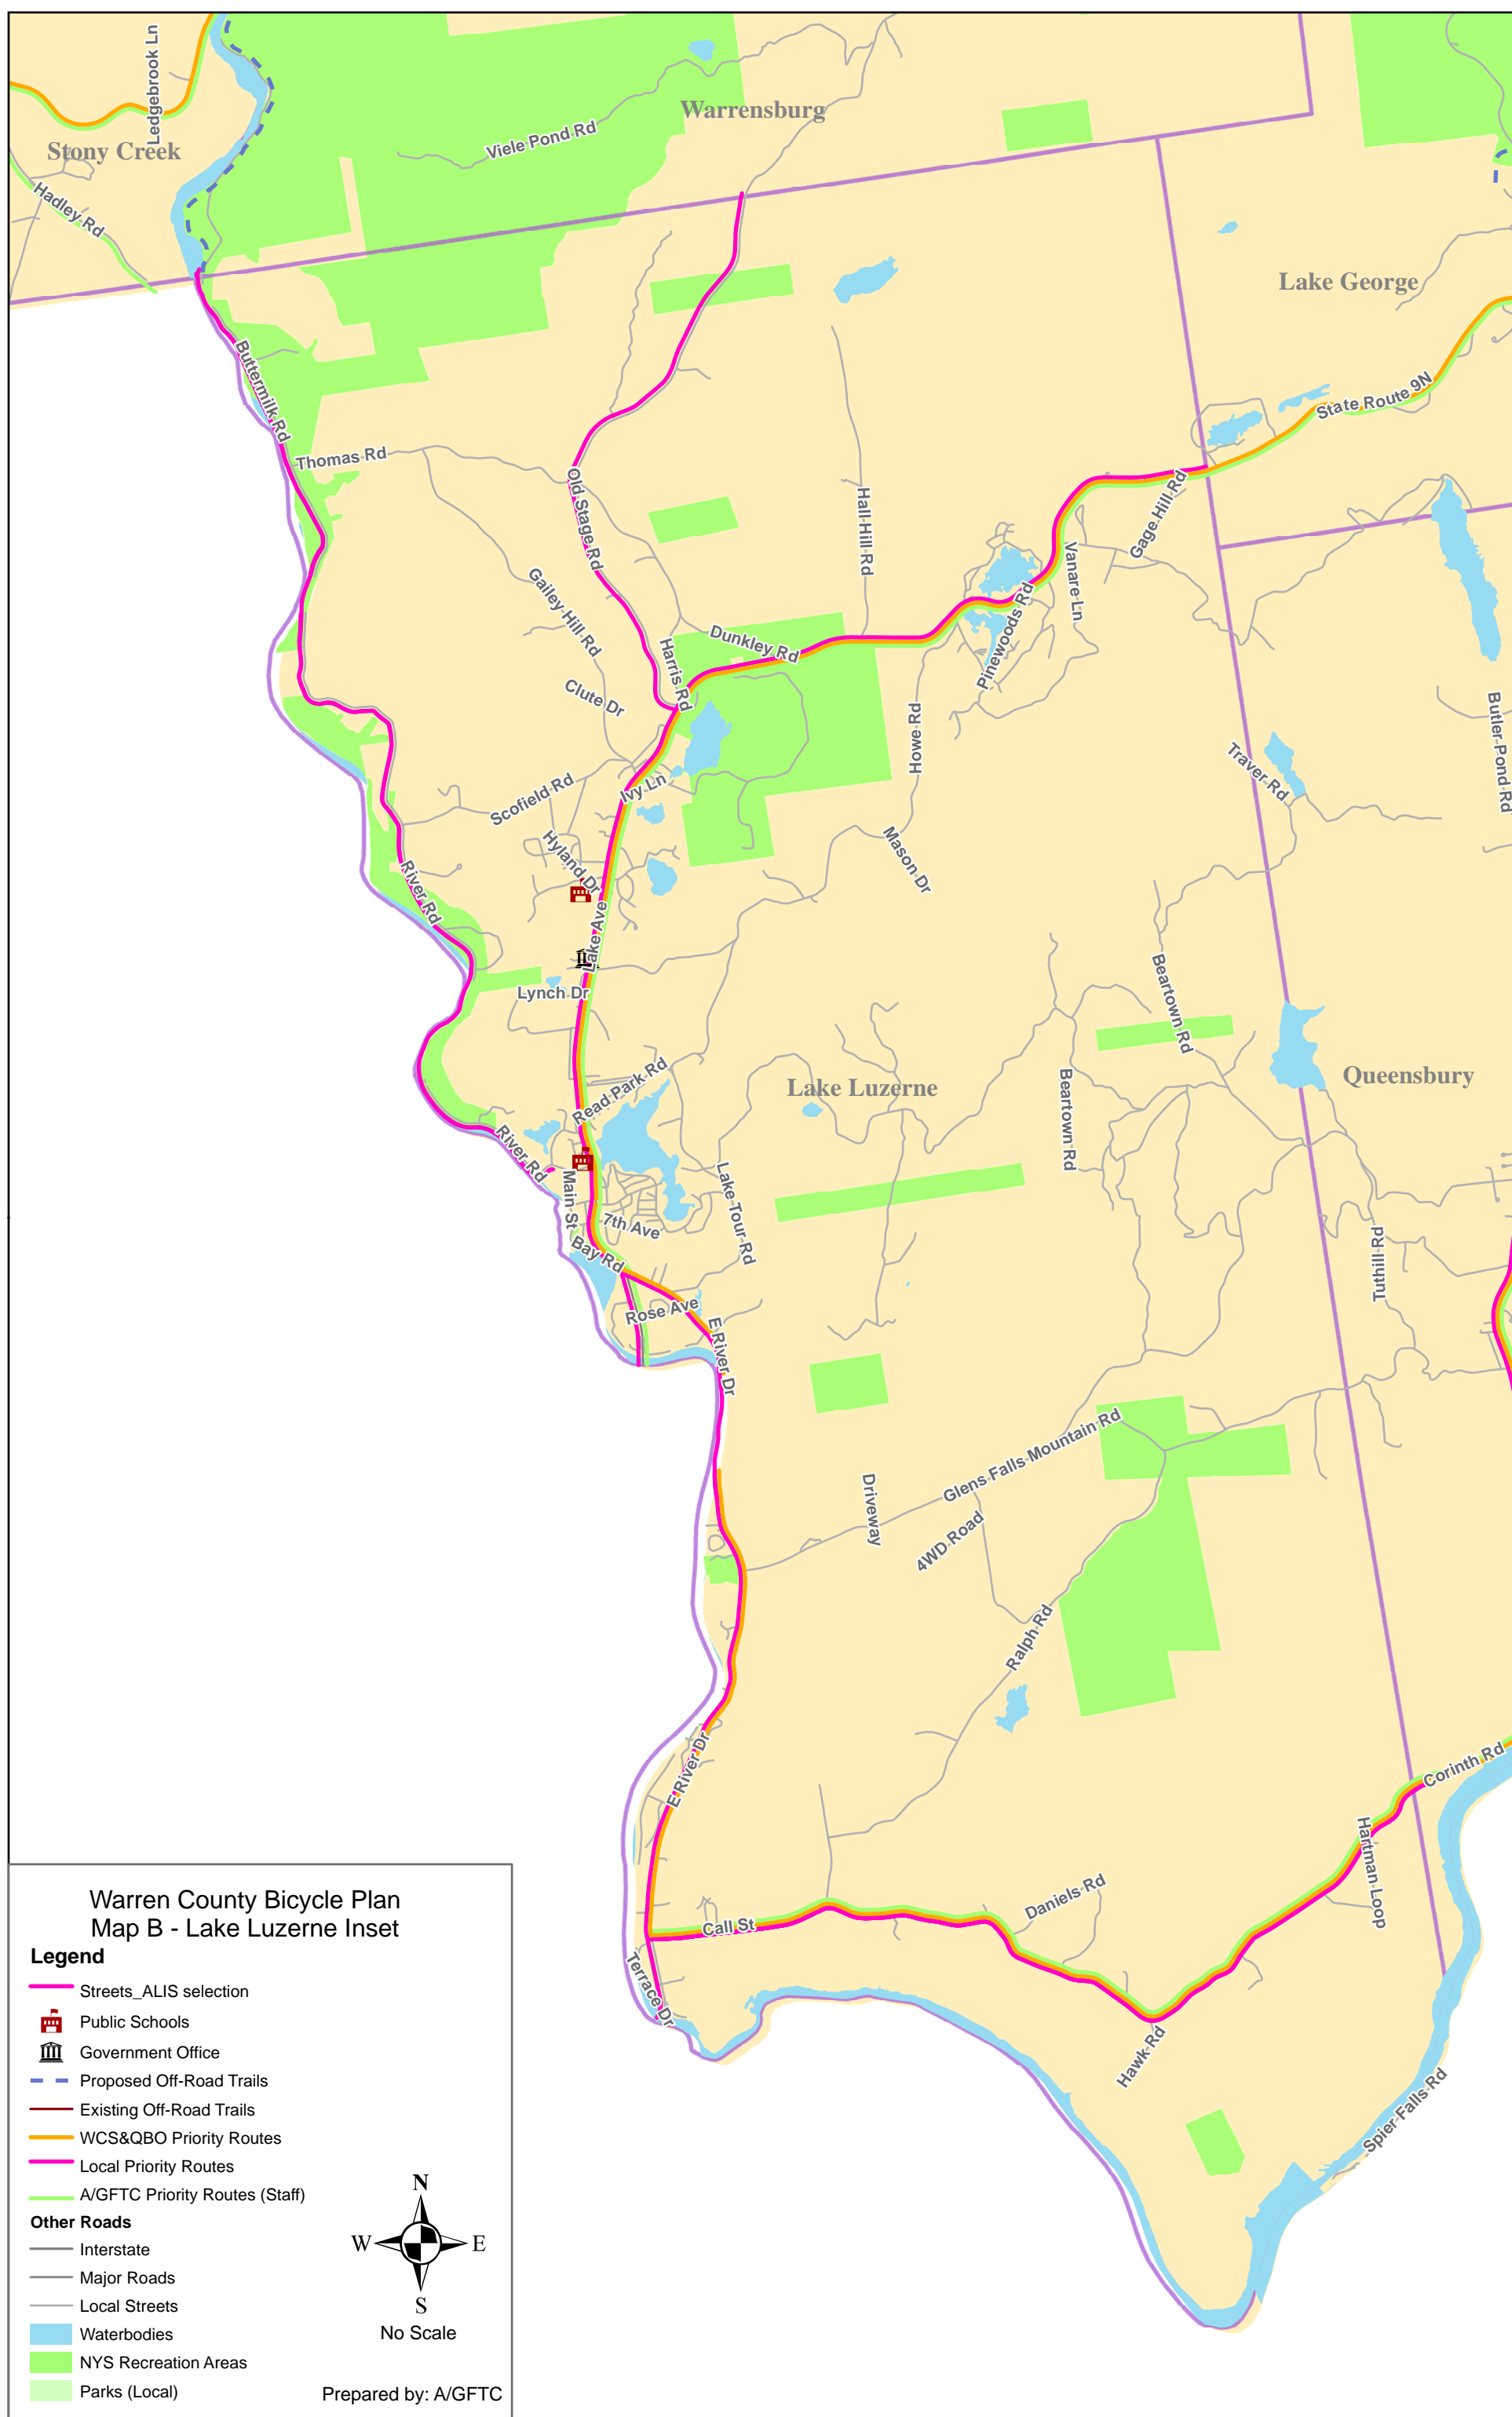 Ledgebrook Ln
Warrensburg
Viele Pond Rd
Stony Creek
Hadley Rd
Lake George
Buttermilk Rd
State Route 9N
Thomas Rd
Old Stage Rd
Hall Hill Rd
Gage Hill Rd
Vanare Ln
Gailey Hill Rd
Pinewoods Rd
Dunkley Rd
Harris Rd
Clute Dr
Howe Rd
Butler Pond Rd
Traver Rd
Ivy Ln
Scofield Rd
Hyland Dr
Mason Dr
River Rd
Lake Ave
Lynch Dr
Beartown Rd
Read Park Rd
Lake Luzerne
Queensbury
Beartown Rd
River Rd
Main St
Lake Tour Rd
7th Ave
Bay Rd
Tuthill Rd
Rose Ave
E River Dr
Glens Falls Mountain Rd
Driveway
4WD Road
Ralph Rd
E River Dr
Corinth Rd
Hartman Loop
Daniels Rd
Call St
Terrace Dr
Hawk Rd
Spier Falls Rd
Warren County Bicycle Plan
Map B - Lake Luzerne Inset
Legend
Streets_ALIS selection
Public Schools
Government Office
Proposed Off-Road Trails
Existing Off-Road Trails
WCS&QBO Priority Routes
Local Priority Routes
A/GFTC Priority Routes (Staff)
Other Roads
Interstate
Major Roads
Local Streets
Waterbodies
NYS Recreation Areas
Parks (Local)
N
W E
S
No Scale
Prepared by: A/GFTC